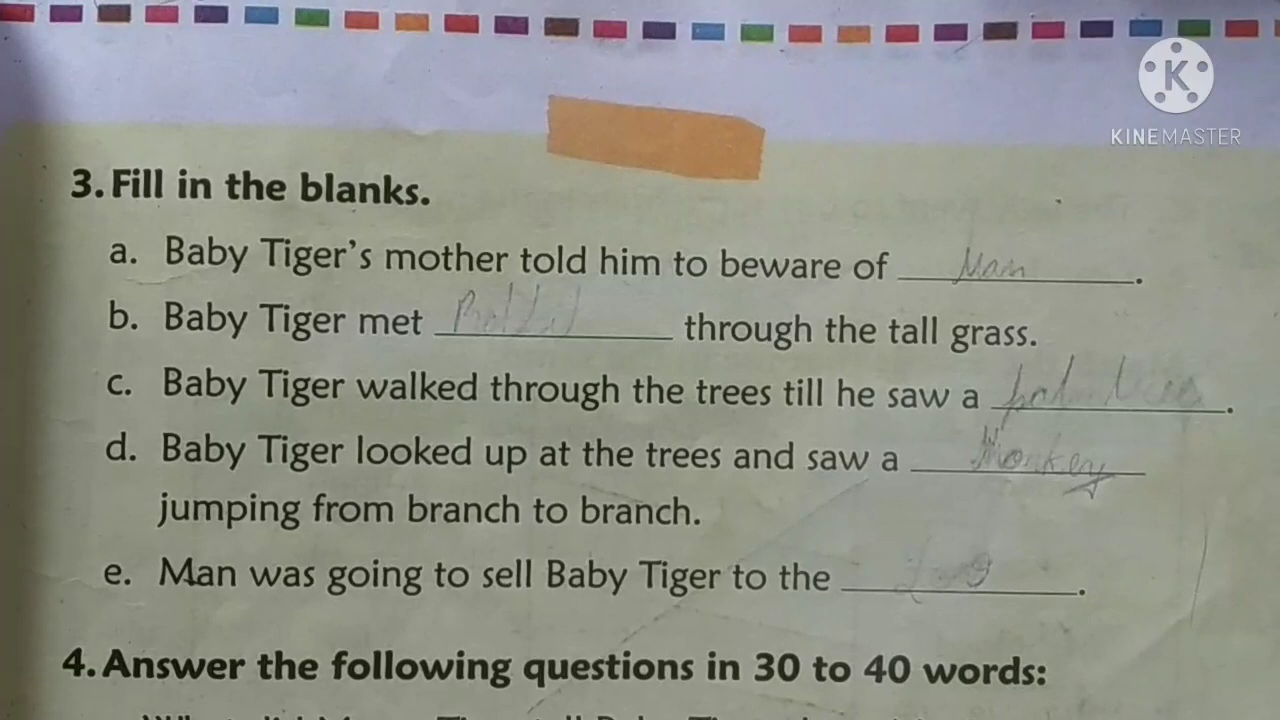 KINEMASTER
3. Fill in the blanks.
a. Baby Tiger's mother told him to beware of Man.
b. Baby Tiger met Rabbit through the tall grass.
c. Baby Tiger walked through the trees till he saw a
d. Baby Tiger looked up at the trees and saw a Monkey
jumping from branch to branch.
e. Man was going to sell Baby Tiger to the
4. Answer the following questions in 30 to 40 words: